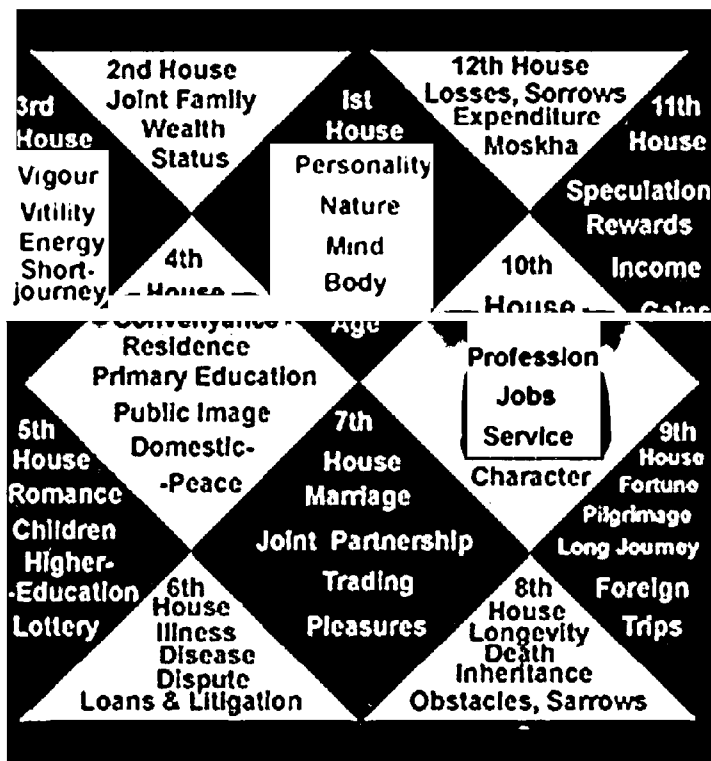 2nd House
Joint Family
Wealth
Status
12th House
Losses, Sorrows
Expenditure
Moskha
3rd
House
Vigour
Vitility
Energy
Short-
journey
Ist
House
Personality
Nature
Mind
Body
Age
11th
House
Speculation
Rewards
Income
Gains
4th
House
Convenyance
Residence
Primary Education
Public Image
Domestic-
-Peace
10th
House
Profession
Jobs
Service
Character
5th
House
Romance
Children
Higher-
-Education
Lottery
7th
House
Marriage
Joint Partnership
Trading
Pleasures
9th
House
Fortune
Pilgrimage
Long Journey
Foreign
Trips
6th
House
Illness
Disease
Dispute
Loans & Litigation
8th
House
Longevity
Death
Inheritance
Obstacles, Sarrows